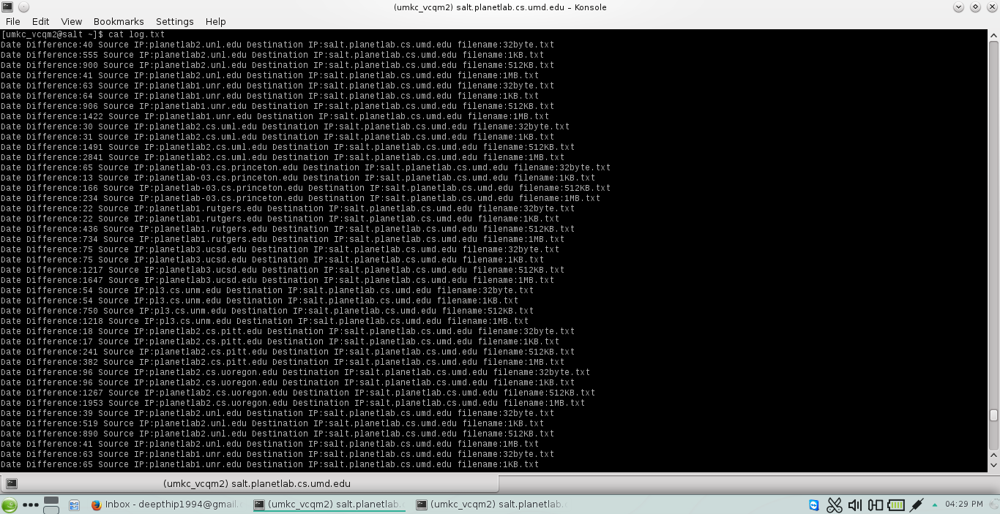 (umkc_vcqm2) salt.planetlab.cs.umd.edu – Konsole
File Edit View Bookmarks Settings Help
[umkc_vcqm2@salt ~]$ cat log.txt
Date Difference:40 Source IP:planetlab2.unl.edu Destination IP:salt.planetlab.cs.umd.edu filename:32byte.txt
Date Difference:555 Source IP:planetlab2.unl.edu Destination IP:salt.planetlab.cs.umd.edu filename:1KB.txt
Date Difference:900 Source IP:planetlab2.unl.edu Destination IP:salt.planetlab.cs.umd.edu filename:512KB.txt
Date Difference:41 Source IP:planetlab2.unl.edu Destination IP:salt.planetlab.cs.umd.edu filename:1MB.txt
Date Difference:63 Source IP:planetlab1.unr.edu Destination IP:salt.planetlab.cs.umd.edu filename:32byte.txt
Date Difference:64 Source IP:planetlab1.unr.edu Destination IP:salt.planetlab.cs.umd.edu filename:1KB.txt
Date Difference:906 Source IP:planetlab1.unr.edu Destination IP:salt.planetlab.cs.umd.edu filename:512KB.txt
Date Difference:1422 Source IP:planetlab1.unr.edu Destination IP:salt.planetlab.cs.umd.edu filename:1MB.txt
Date Difference:30 Source IP:planetlab2.cs.uml.edu Destination IP:salt.planetlab.cs.umd.edu filename:32byte.txt
Date Difference:31 Source IP:planetlab2.cs.uml.edu Destination IP:salt.planetlab.cs.umd.edu filename:1KB.txt
Date Difference:1491 Source IP:planetlab2.cs.uml.edu Destination IP:salt.planetlab.cs.umd.edu filename:512KB.txt
Date Difference:2841 Source IP:planetlab2.cs.uml.edu Destination IP:salt.planetlab.cs.umd.edu filename:1MB.txt
Date Difference:65 Source IP:planetlab-03.cs.princeton.edu Destination IP:salt.planetlab.cs.umd.edu filename:32byte.txt
Date Difference:13 Source IP:planetlab-03.cs.princeton.edu Destination IP:salt.planetlab.cs.umd.edu filename:1KB.txt
Date Difference:166 Source IP:planetlab-03.cs.princeton.edu Destination IP:salt.planetlab.cs.umd.edu filename:512KB.txt
Date Difference:234 Source IP:planetlab-03.cs.princeton.edu Destination IP:salt.planetlab.cs.umd.edu filename:1MB.txt
Date Difference:22 Source IP:planetlab1.rutgers.edu Destination IP:salt.planetlab.cs.umd.edu filename:32byte.txt
Date Difference:22 Source IP:planetlab1.rutgers.edu Destination IP:salt.planetlab.cs.umd.edu filename:1KB.txt
Date Difference:436 Source IP:planetlab1.rutgers.edu Destination IP:salt.planetlab.cs.umd.edu filename:512KB.txt
Date Difference:734 Source IP:planetlab1.rutgers.edu Destination IP:salt.planetlab.cs.umd.edu filename:1MB.txt
Date Difference:75 Source IP:planetlab3.ucsd.edu Destination IP:salt.planetlab.cs.umd.edu filename:32byte.txt
Date Difference:75 Source IP:planetlab3.ucsd.edu Destination IP:salt.planetlab.cs.umd.edu filename:1KB.txt
Date Difference:1217 Source IP:planetlab3.ucsd.edu Destination IP:salt.planetlab.cs.umd.edu filename:512KB.txt
Date Difference:1647 Source IP:planetlab3.ucsd.edu Destination IP:salt.planetlab.cs.umd.edu filename:1MB.txt
Date Difference:54 Source IP:pl3.cs.unm.edu Destination IP:salt.planetlab.cs.umd.edu filename:32byte.txt
Date Difference:54 Source IP:pl3.cs.unm.edu Destination IP:salt.planetlab.cs.umd.edu filename:1KB.txt
Date Difference:750 Source IP:pl3.cs.unm.edu Destination IP:salt.planetlab.cs.umd.edu filename:512KB.txt
Date Difference:1218 Source IP:pl3.cs.unm.edu Destination IP:salt.planetlab.cs.umd.edu filename:1MB.txt
Date Difference:18 Source IP:planetlab2.cs.pitt.edu Destination IP:salt.planetlab.cs.umd.edu filename:32byte.txt
Date Difference:17 Source IP:planetlab2.cs.pitt.edu Destination IP:salt.planetlab.cs.umd.edu filename:1KB.txt
Date Difference:241 Source IP:planetlab2.cs.pitt.edu Destination IP:salt.planetlab.cs.umd.edu filename:512KB.txt
Date Difference:382 Source IP:planetlab2.cs.pitt.edu Destination IP:salt.planetlab.cs.umd.edu filename:1MB.txt
Date Difference:96 Source IP:planetlab2.cs.uoregon.edu Destination IP:salt.planetlab.cs.umd.edu filename:32byte.txt
Date Difference:96 Source IP:planetlab2.cs.uoregon.edu Destination IP:salt.planetlab.cs.umd.edu filename:1KB.txt
Date Difference:1267 Source IP:planetlab2.cs.uoregon.edu Destination IP:salt.planetlab.cs.umd.edu filename:512KB.txt
Date Difference:1953 Source IP:planetlab2.cs.uoregon.edu Destination IP:salt.planetlab.cs.umd.edu filename:1MB.txt
Date Difference:39 Source IP:planetlab2.unl.edu Destination IP:salt.planetlab.cs.umd.edu filename:32byte.txt
Date Difference:519 Source IP:planetlab2.unl.edu Destination IP:salt.planetlab.cs.umd.edu filename:1KB.txt
Date Difference:890 Source IP:planetlab2.unl.edu Destination IP:salt.planetlab.cs.umd.edu filename:512KB.txt
Date Difference:41 Source IP:planetlab2.unl.edu Destination IP:salt.planetlab.cs.umd.edu filename:1MB.txt
Date Difference:63 Source IP:planetlab1.unr.edu Destination IP:salt.planetlab.cs.umd.edu filename:32byte.txt
Date Difference:65 Source IP:planetlab1.unr.edu Destination IP:salt.planetlab.cs.umd.edu filename:1KB.txt
(umkc_vcqm2) salt.planetlab.cs.umd.edu
Inbox - deepthip1994@gmail. (umkc_vcqm2) salt.planetlab. (umkc_vcqm2) salt.planetlab.c 04:29 PM